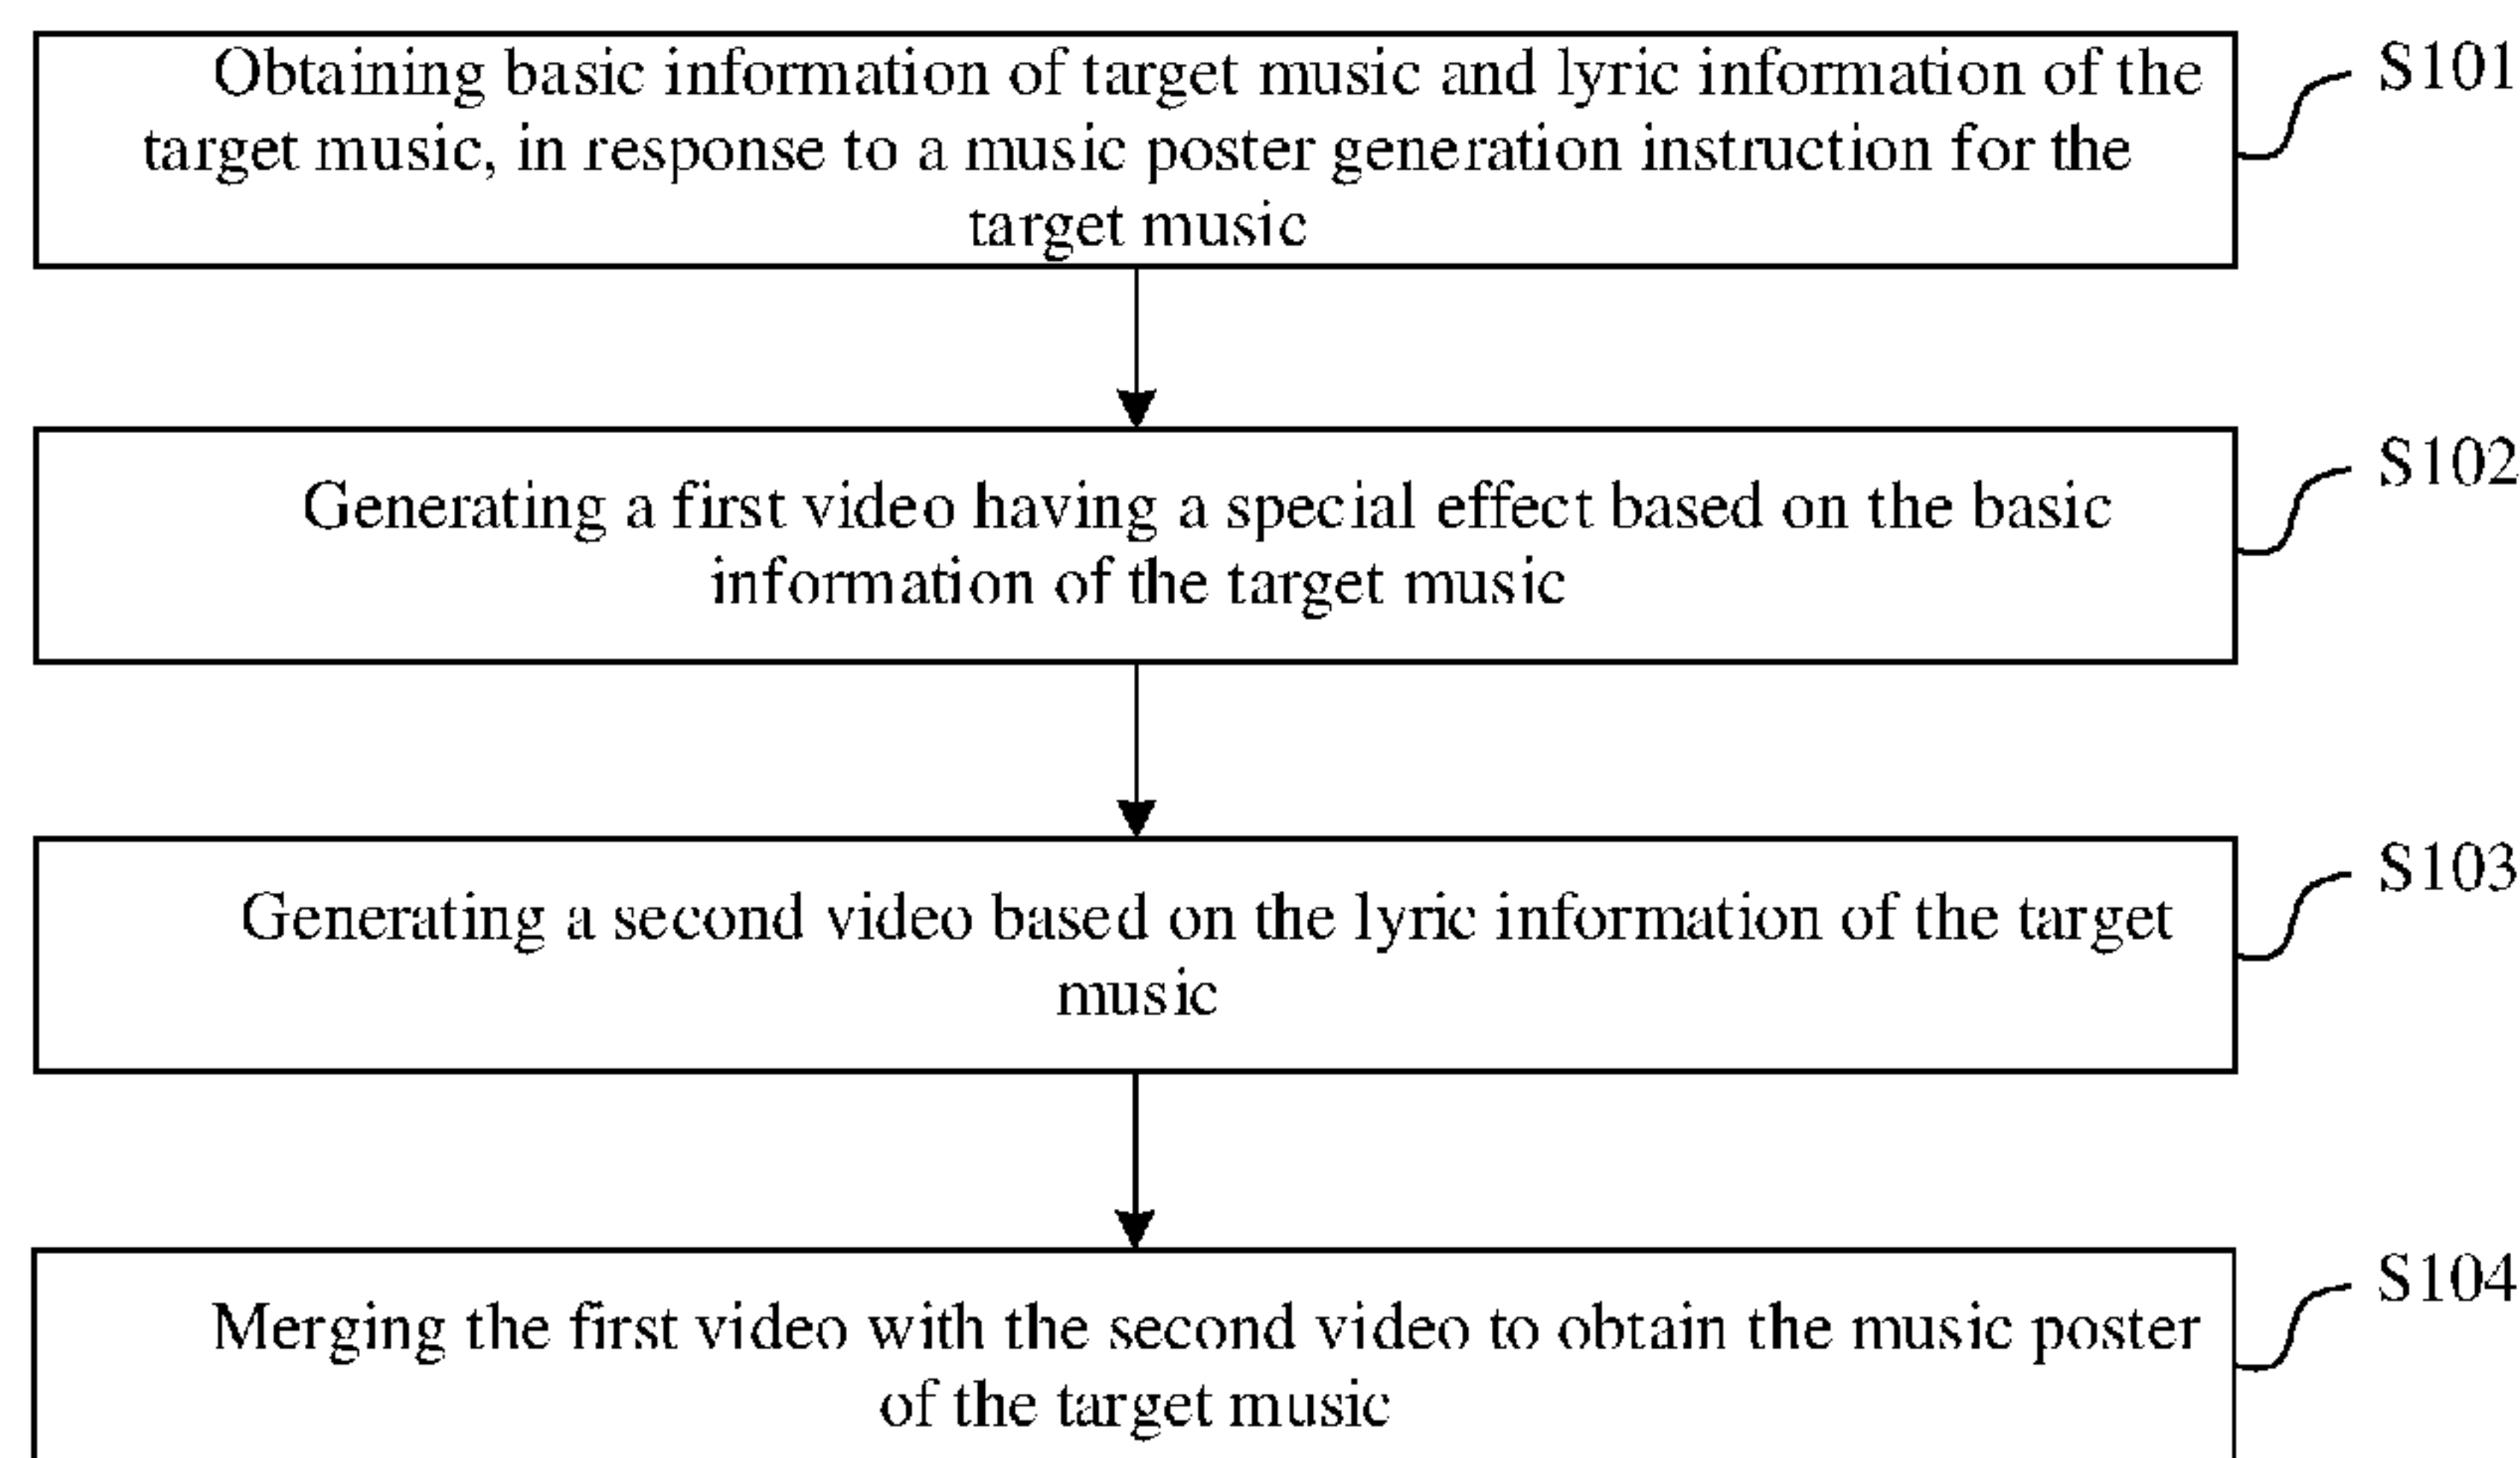 Obtaining basic information of target music and lyric information of the
target music, in response to a music poster generation instruction for the
target music
S101
Generating a first video having a special effect based on the basic
information of the target music
S102
Generating a second video based on the lyric information of the target
music
S103
Merging the first video with the second video to obtain the music poster
of the target music
S104